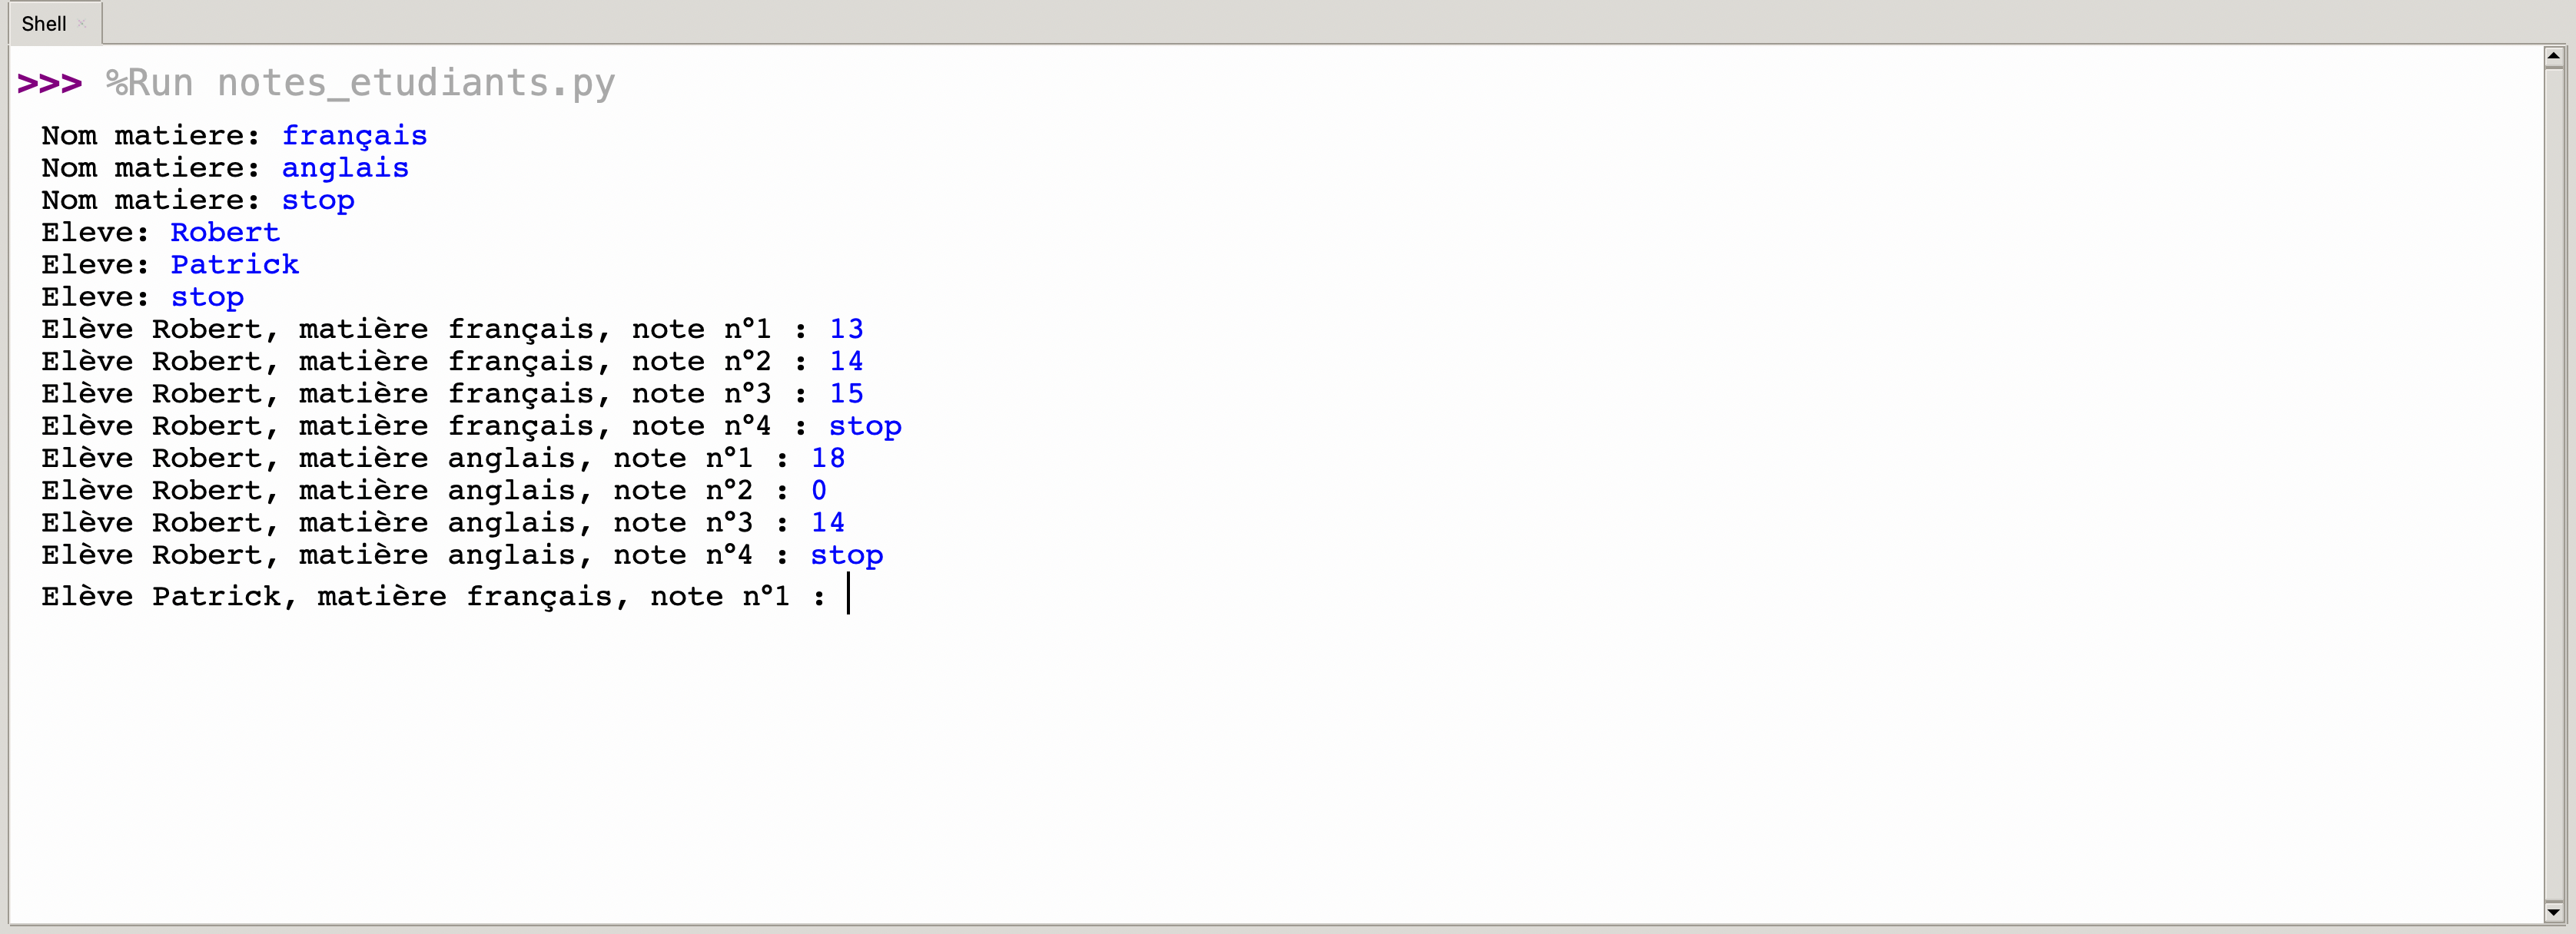 Shell
>>> %Run notes_etudiants.py
Nom matiere: français
Nom matiere: anglais
Nom matiere: stop
Eleve: Robert
Eleve: Patrick
Eleve: stop
Elève Robert, matière français, note n°1 : 13
Elève Robert, matière français, note n°2 : 14
Elève Robert, matière français, note n°3 : 15
Elève Robert, matière français, note n°4 : stop
Elève Robert, matière anglais, note n°1 : 18
Elève Robert, matière anglais, note n°2 : 0
Elève Robert, matière anglais, note n°3 : 14
Elève Robert, matière anglais, note n°4 : stop
Elève Patrick, matière français, note n°1 :